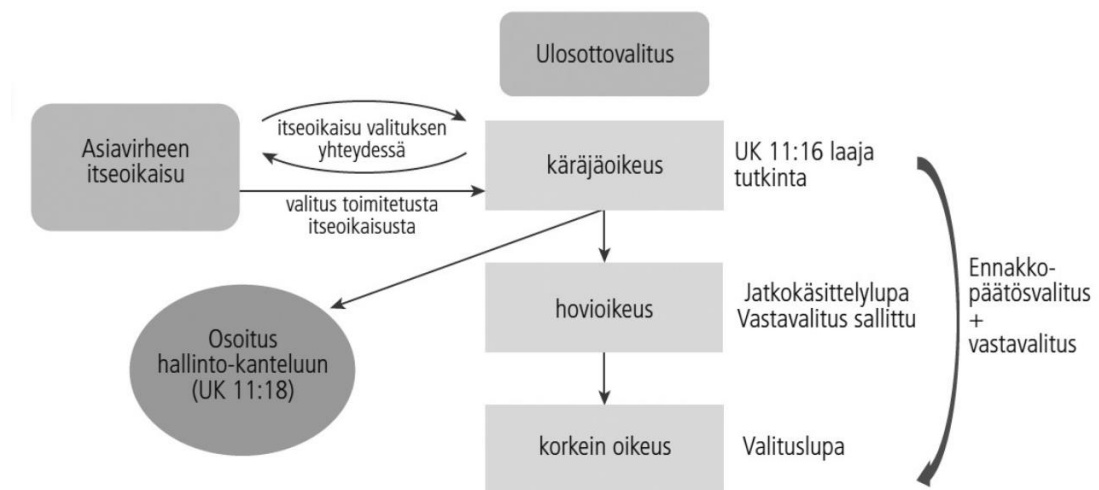 Ulosottovalitus
Asiavirheen
itseoikaisu
itseoikaisu valituksen
yhteydessä
valitus toimitetusta
itseoikaisusta
käräjäoikeus
UK 11:16 laaja
tutkinta
Osoitus
hallinto-kanteluun
(UK 11:18)
hovioikeus
Jatkokäsittelylupa
Vastavalitus sallittu
Ennakko-
päätösvalitus
+
vastavalitus
korkein oikeus
Valituslupa